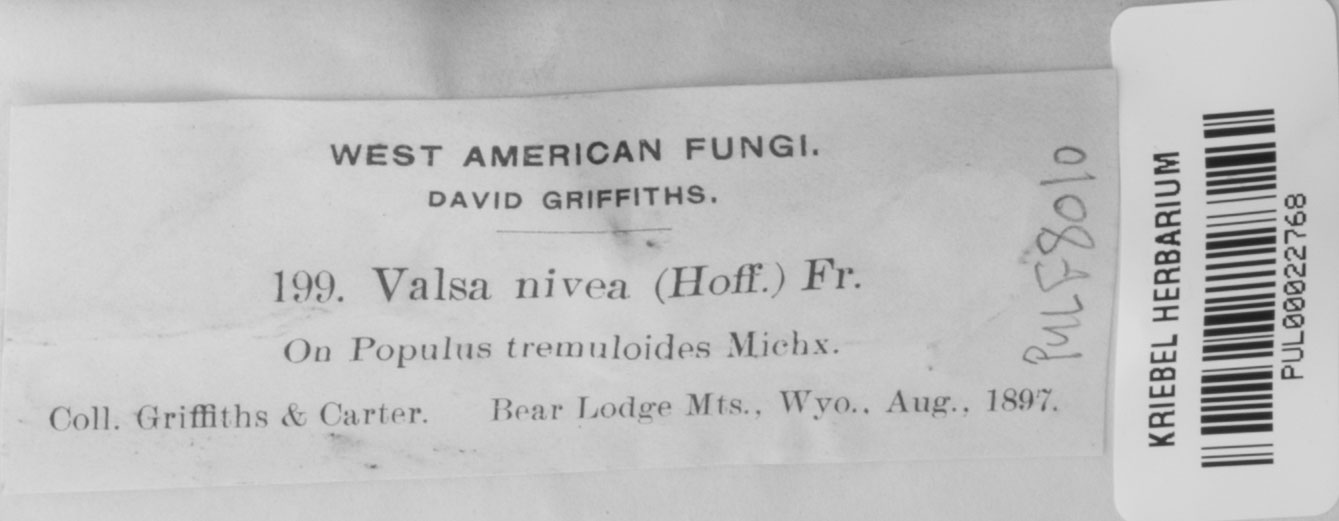 WEST AMERICAN FUNGI.
DAVID GRIFFITHS.
199. Valsa nivea (Hoff.) Fr.
On Populus tremuloides Michx.
Coll. Griffiths & Carter. Bear Lodge Mts., Wyo., Aug., 1897.
PUL F8010
KRIEBEL HERBARIUM
PUL00022768